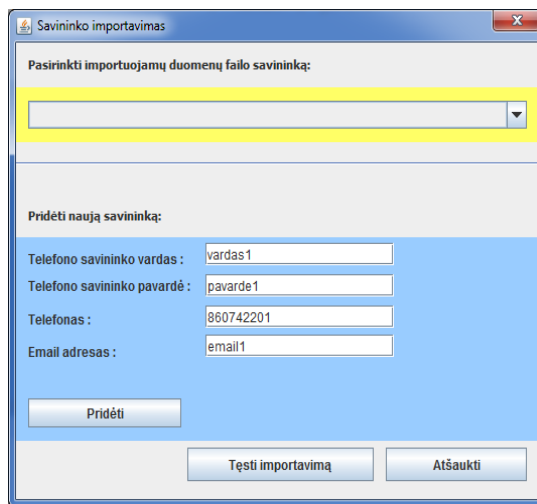 Savininko importavimas
Pasirinkti importuojamų duomenų failo savininką:
Pridėti naują savininką:
Telefono savininko vardas : vardas1
Telefono savininko pavardė : pavarde1
Telefonas : 860742201
Email adresas : email1
Pridėti
Tęsti importavimą Atšaukti